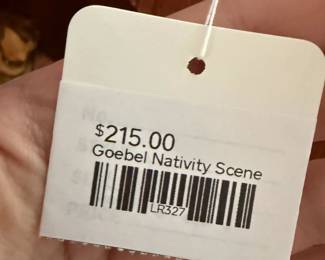 $215.00
Goebel Nativity Scene
LR327